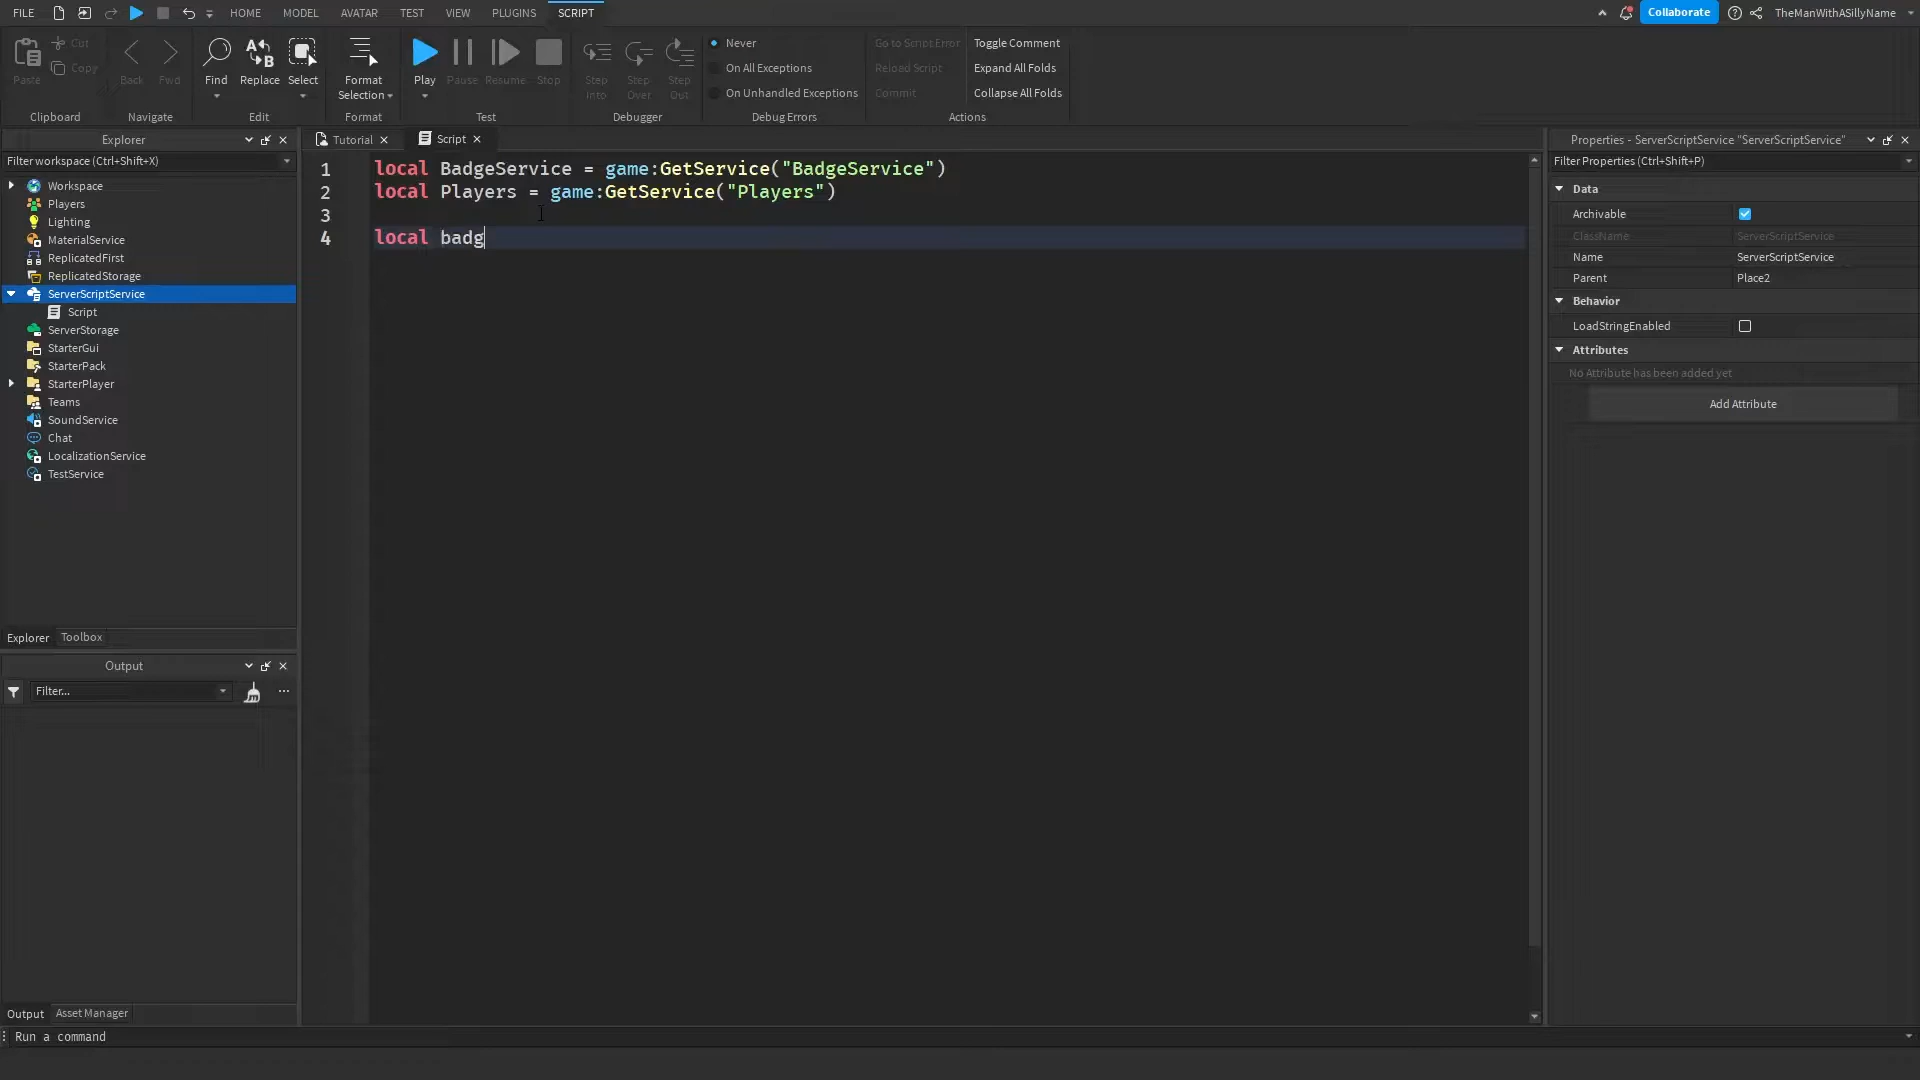 FILE HOME MODEL AVATAR TEST VIEW PLUGINS SCRIPT Collaborate TheManWithASillyName
Paste Cut Copy
Clipboard
Back Fwd
Navigate
Find Replace Select
Edit
Format Selection
Format
Play Pause Resume Stop
Test
Step Into Step Over Step Out
Debugger
Never
On All Exceptions
On Unhandled Exceptions
Debug Errors
Go to Script Error
Reload Script
Commit
Toggle Comment
Expand All Folds
Collapse All Folds
Actions
Explorer
Filter workspace (Ctrl+Shift+X)
Workspace
Players
Lighting
MaterialService
ReplicatedFirst
ReplicatedStorage
ServerScriptService
Script
ServerStorage
StarterGui
StarterPack
StarterPlayer
Teams
SoundService
Chat
LocalizationService
TestService
Explorer Toolbox
Output
Filter...
Output Asset Manager
Run a command
Tutorial Script
1 local BadgeService = game:GetService("BadgeService")
2 local Players = game:GetService("Players")
3
4 local badg
Properties - ServerScriptService "ServerScriptService"
Filter Properties (Ctrl+Shift+P)
Data
Archivable
ClassName ServerScriptService
Name ServerScriptService
Parent Place2
Behavior
LoadStringEnabled
Attributes
No Attribute has been added yet
Add Attribute